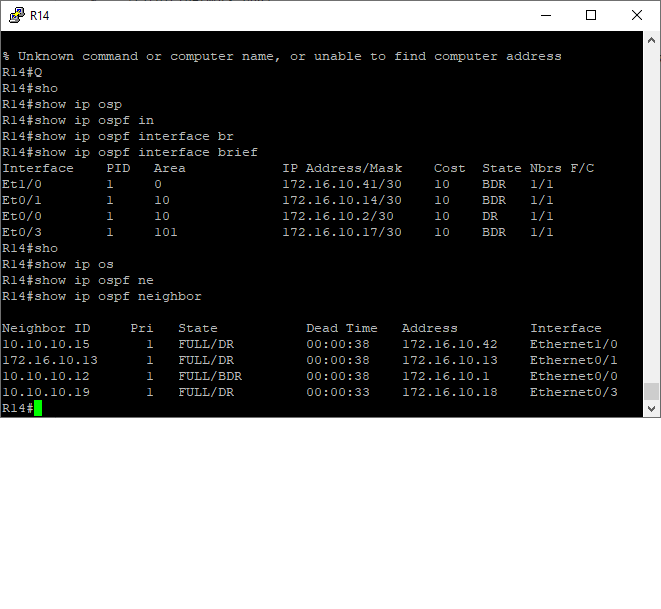 R14
% Unknown command or computer name, or unable to find computer address
R14#Q
R14#sho
R14#show ip osp
R14#show ip ospf in
R14#show ip ospf interface br
R14#show ip ospf interface brief
Interface    PID   Area            IP Address/Mask    Cost  State Nbrs F/C
Et1/0        1     0               172.16.10.41/30    10    BDR   1/1
Et0/1        1     10              172.16.10.14/30    10    BDR   1/1
Et0/0        1     10              172.16.10.2/30     10    DR    1/1
Et0/3        1     101             172.16.10.17/30    10    BDR   1/1
R14#sho
R14#show ip os
R14#show ip ospf ne
R14#show ip ospf neighbor
Neighbor ID     Pri   State           Dead Time   Address         Interface
10.10.10.15       1   FULL/DR         00:00:38    172.16.10.42    Ethernet1/0
172.16.10.13      1   FULL/DR         00:00:38    172.16.10.13    Ethernet0/1
10.10.10.12       1   FULL/BDR        00:00:38    172.16.10.1     Ethernet0/0
10.10.10.19       1   FULL/DR         00:00:33    172.16.10.18    Ethernet0/3
R14#